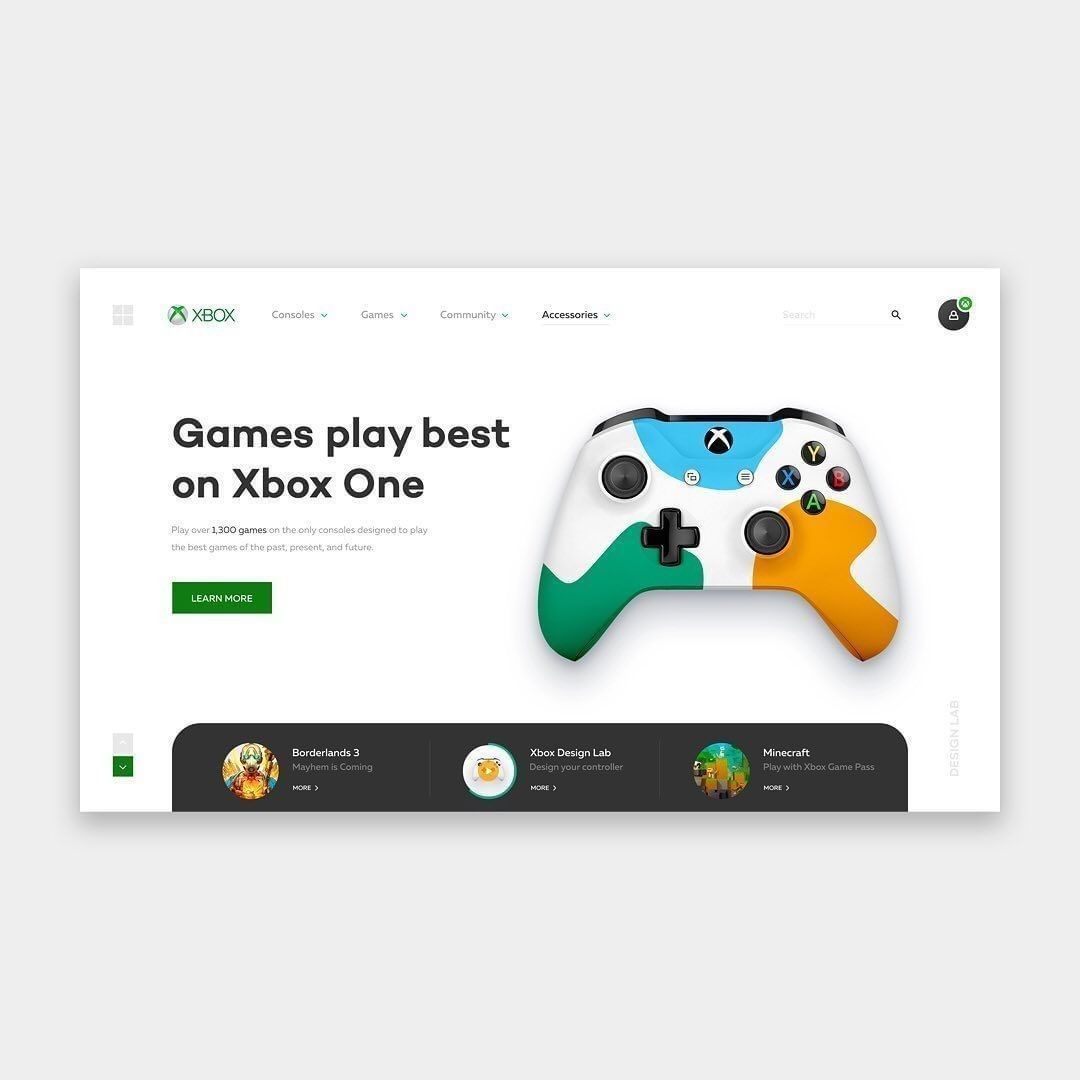 XBOX
Consoles
Games
Community
Accessories
Search
Games play best
on Xbox One
Play over 1,300 games on the only consoles designed to play
the best games of the past, present, and future.
LEARN MORE
Y
X
B
A
DESIGN LAB
Borderlands 3
Mayhem is Coming
MORE
Xbox Design Lab
Design your controller
MORE
Minecraft
Play with Xbox Game Pass
MORE